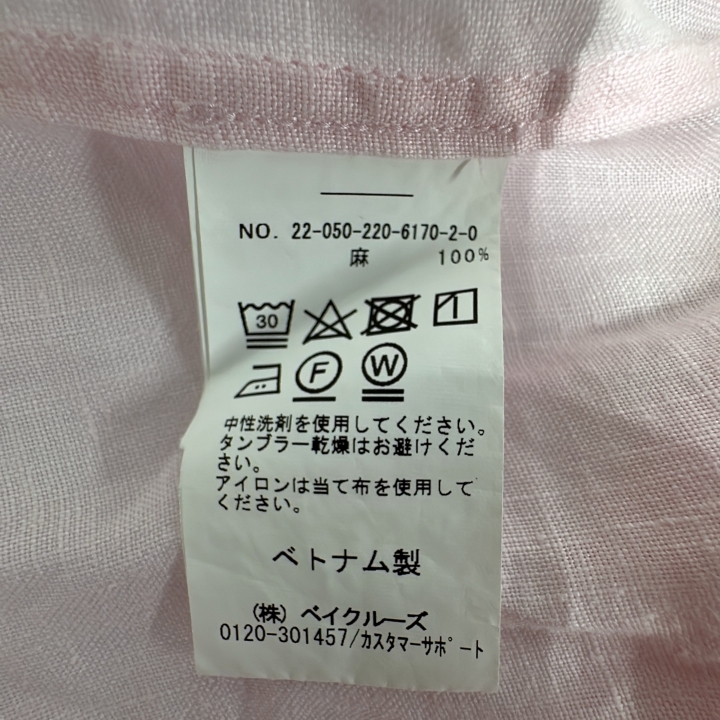 NO. 22-050-220-6170-2-0
麻 100%
30
F W
中性洗剤を使用してください。
タンブラー乾燥はお避けくだ
さい。
アイロンは当て布を使用して
ください。
ベトナム製
(株) ベイクルーズ
0120-301457/カスタマーサポート